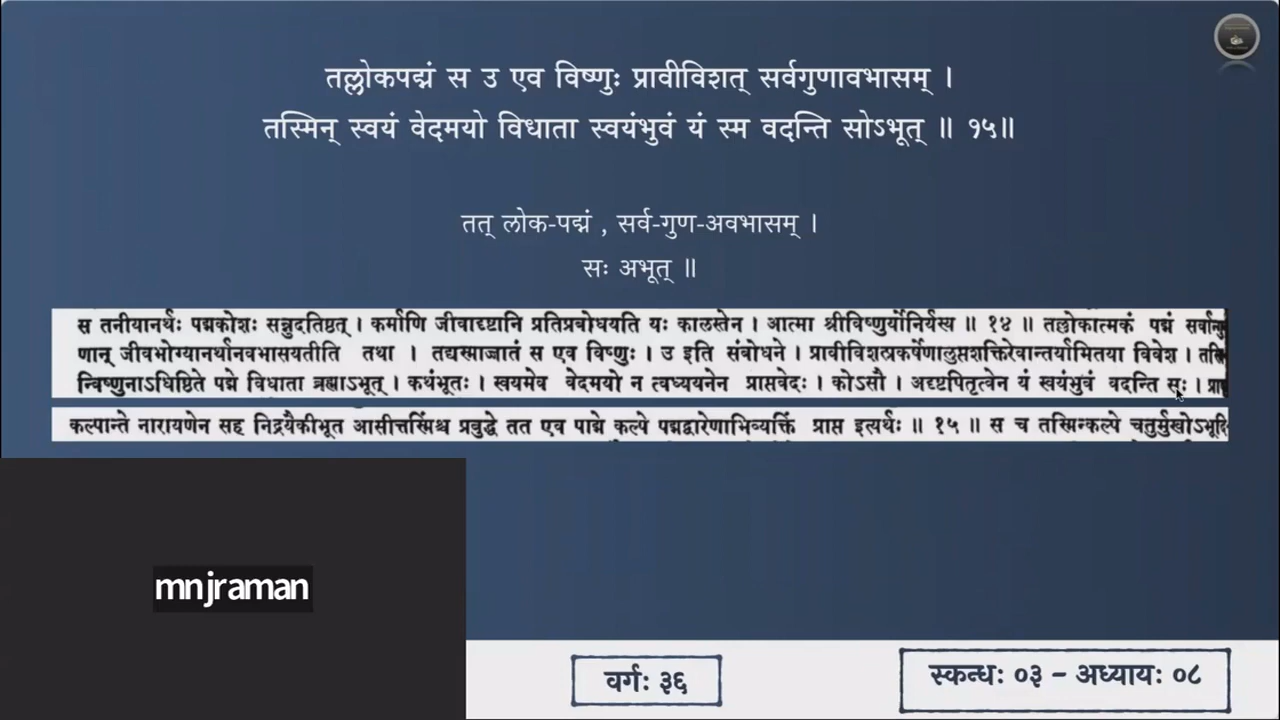 तल्लोकपद्मं स उ एव विष्णुः प्रावीविशत् सर्वगुणावभासम् ।
तस्मिन् स्वयं वेदमयो विधाता स्वयंभुवं यं स्म वदन्ति सोऽभूत् ॥ १५॥
तत् लोक-पद्मं , सर्व-गुण-अवभासम् ।
सः अभूत् ॥
स तनीयानर्थः पद्मकोशः सन्नुदतिष्ठत् । कर्माणि जीवादृष्टानि प्रतिप्रबोधयति यः कालस्तेन । आत्मा श्रीविष्णुर्योनिर्यस्य ॥ १४ ॥ तल्लोकात्मकं पद्मं सर्वान्गु
णान् जीवभोग्यानर्थानवभासयतीति तथा । तद्यस्माज्जातं स एव विष्णुः । उ इति संबोधने । प्रावीविशत्प्रकर्षेणालुप्तशक्तिरेवान्तर्यामितया विवेश । तस्मि
न्विष्णुनाऽधिष्ठिते पद्मे विधाता ब्रह्माऽभूत् । कथंभूतः । स्वयमेव वेदमयो न त्वध्ययनेन प्राप्तवेदः । कोऽसौ । अदृष्टपितृत्वेन यं स्वयंभुवं वदन्ति सः । प्रा
कल्पान्ते नारायणेन सह निद्रयैकीभूत आसीत्तस्मिंश्च प्रबुद्धे तत एव पाद्मे कल्पे पद्मद्वारेणाभिव्यक्तिं प्राप्त इत्यर्थः ॥ १५ ॥ स च तस्मिन्कल्पे चतुर्मुखोऽभूदि
mnjraman
वर्गः ३६
स्कन्धः ०३ - अध्यायः ०८